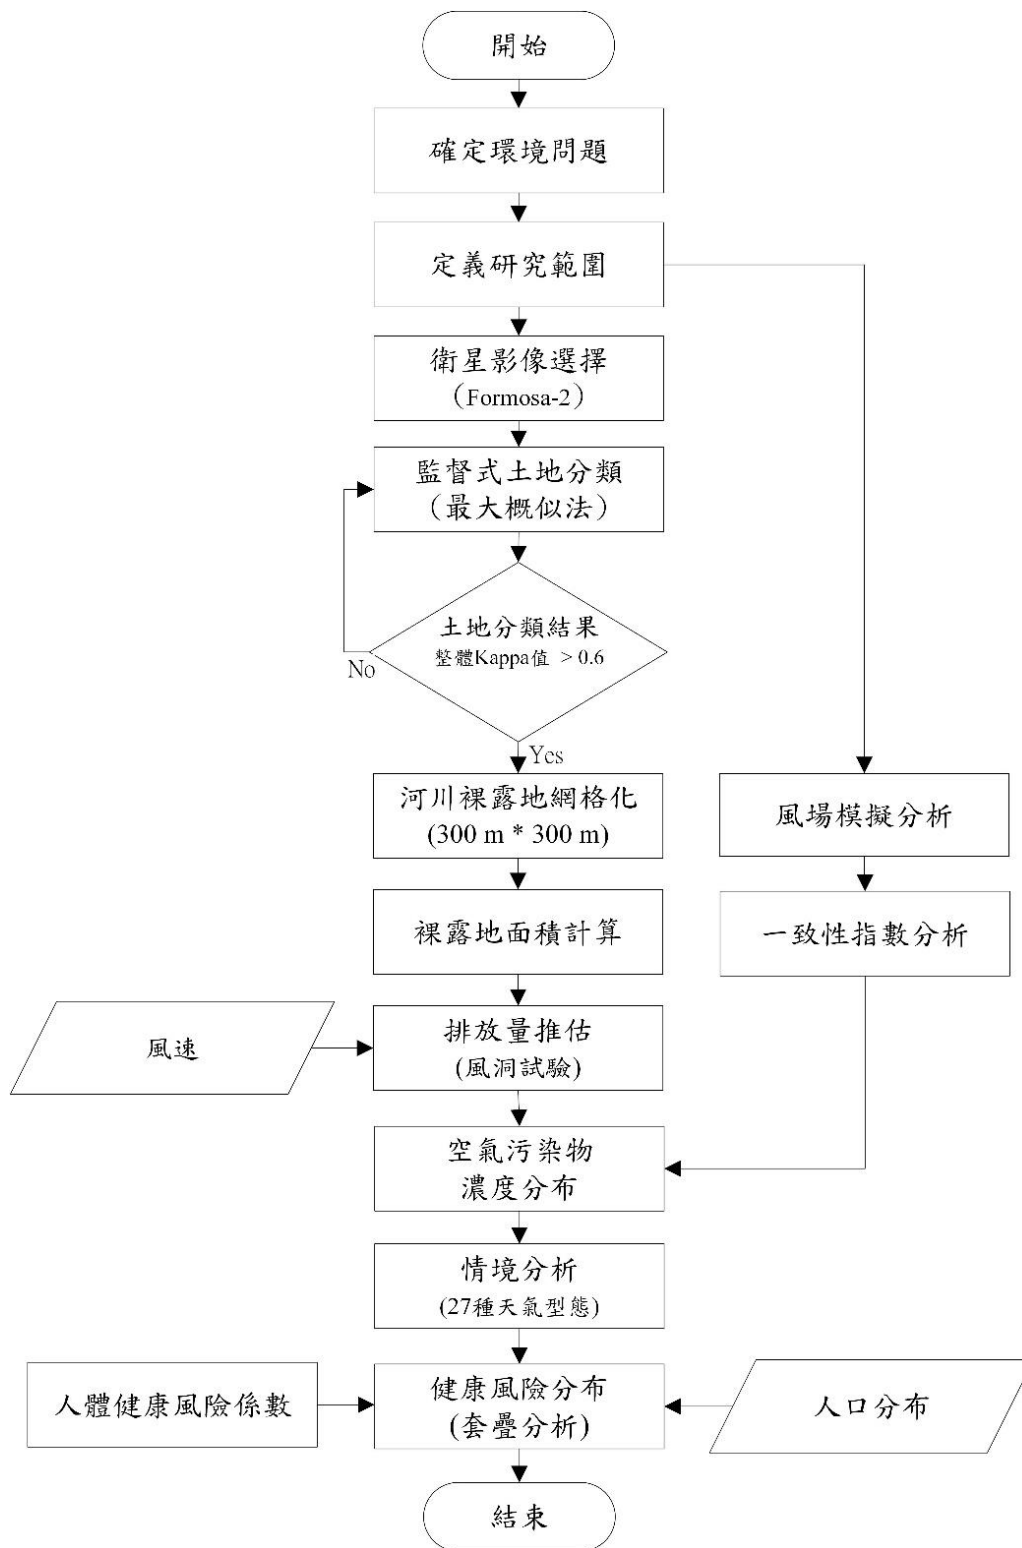 開始
確定環境問題
定義研究範圍
衛星影像選擇
（Formosa-2）
監督式土地分類
（最大概似法）
土地分類結果
整體Kappa值 > 0.6
No
Yes
河川裸露地網格化
(300 m * 300 m)
風場模擬分析
裸露地面積計算
一致性指數分析
風速
排放量推估
(風洞試驗)
空氣污染物
濃度分布
情境分析
(27種天氣型態)
人體健康風險係數
健康風險分布
(套疊分析)
人口分布
結束